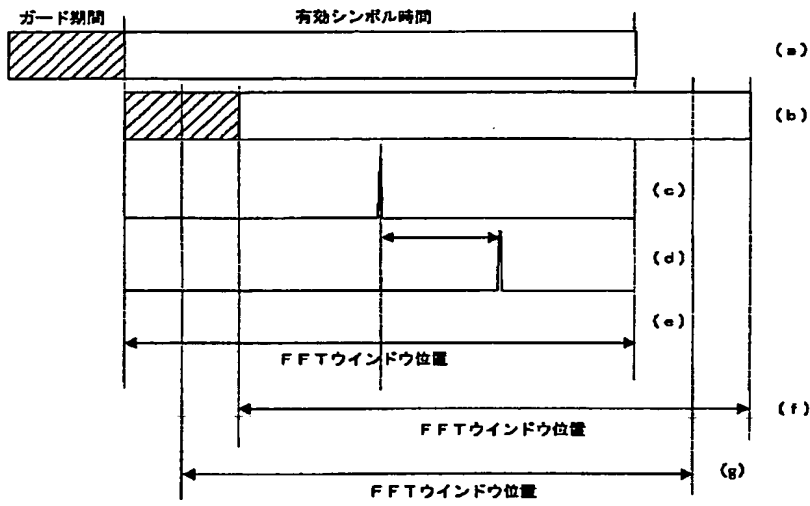 ガード期間
有効シンボル時間
(a)
(b)
(c)
(d)
(e)
FFTウインドウ位置
(f)
FFTウインドウ位置
(g)
FFTウインドウ位置